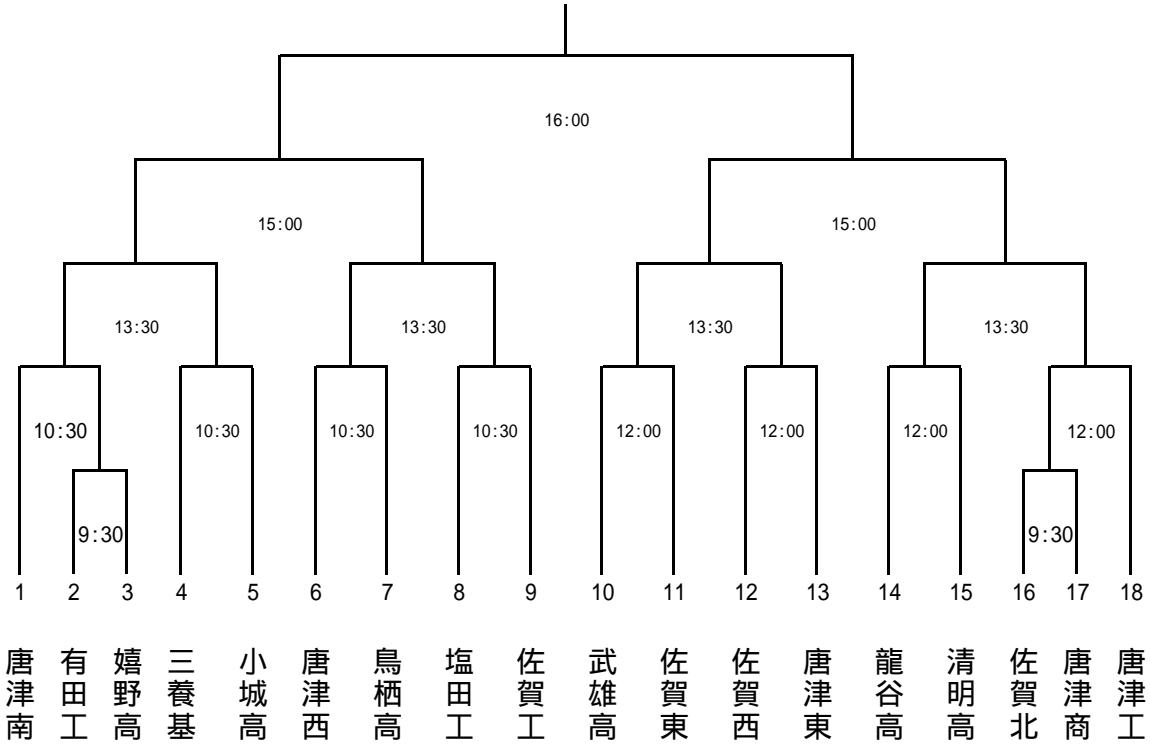 16:00
15:00
15:00
13:30
13:30
13:30
13:30
10:30
10:30
10:30
10:30
12:00
12:00
12:00
12:00
9:30
9:30
1 2 3 4 5 6 7 8 9 10 11 12 13 14 15 16 17 18
唐津南
有田工
嬉野高
三養基
小城高
唐津西
鳥栖高
塩田工
佐賀工
武雄高
佐賀東
佐賀西
唐津東
龍谷高
清明高
佐賀北
唐津商
唐津工